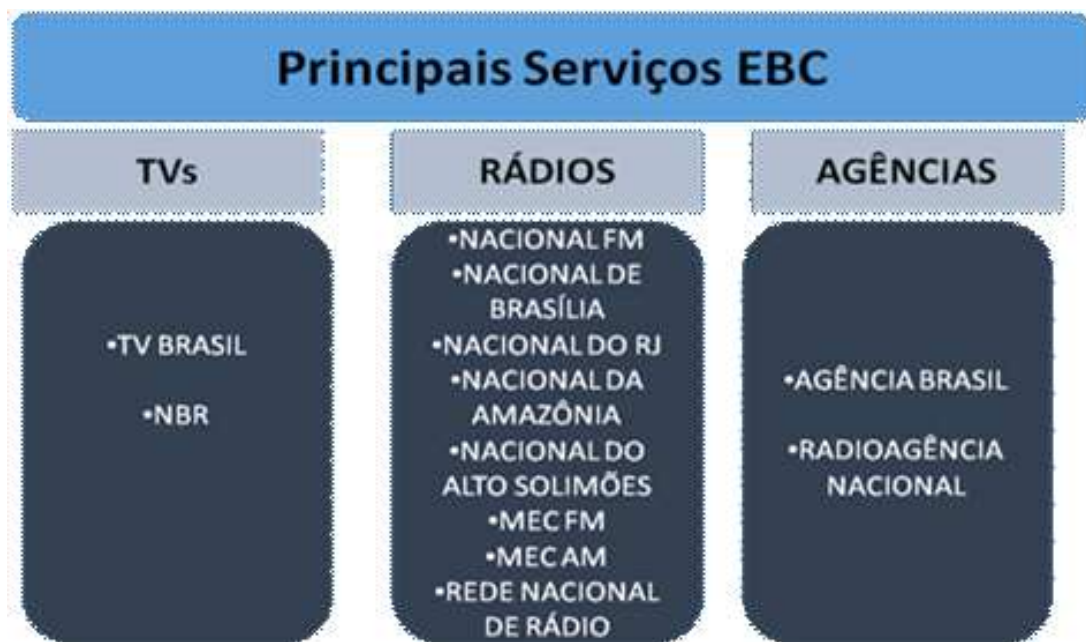 Principais Serviços EBC
TVs
•TV BRASIL
•NBR
RÁDIOS
•NACIONAL FM
•NACIONAL DE
BRASÍLIA
•NACIONAL DO RJ
•NACIONAL DA
AMAZÔNIA
•NACIONAL DO
ALTO SOLIMÕES
•MEC FM
•MEC AM
•REDE NACIONAL
DE RÁDIO
AGÊNCIAS
•AGÊNCIA BRASIL
•RADIOAGÊNCIA
NACIONAL